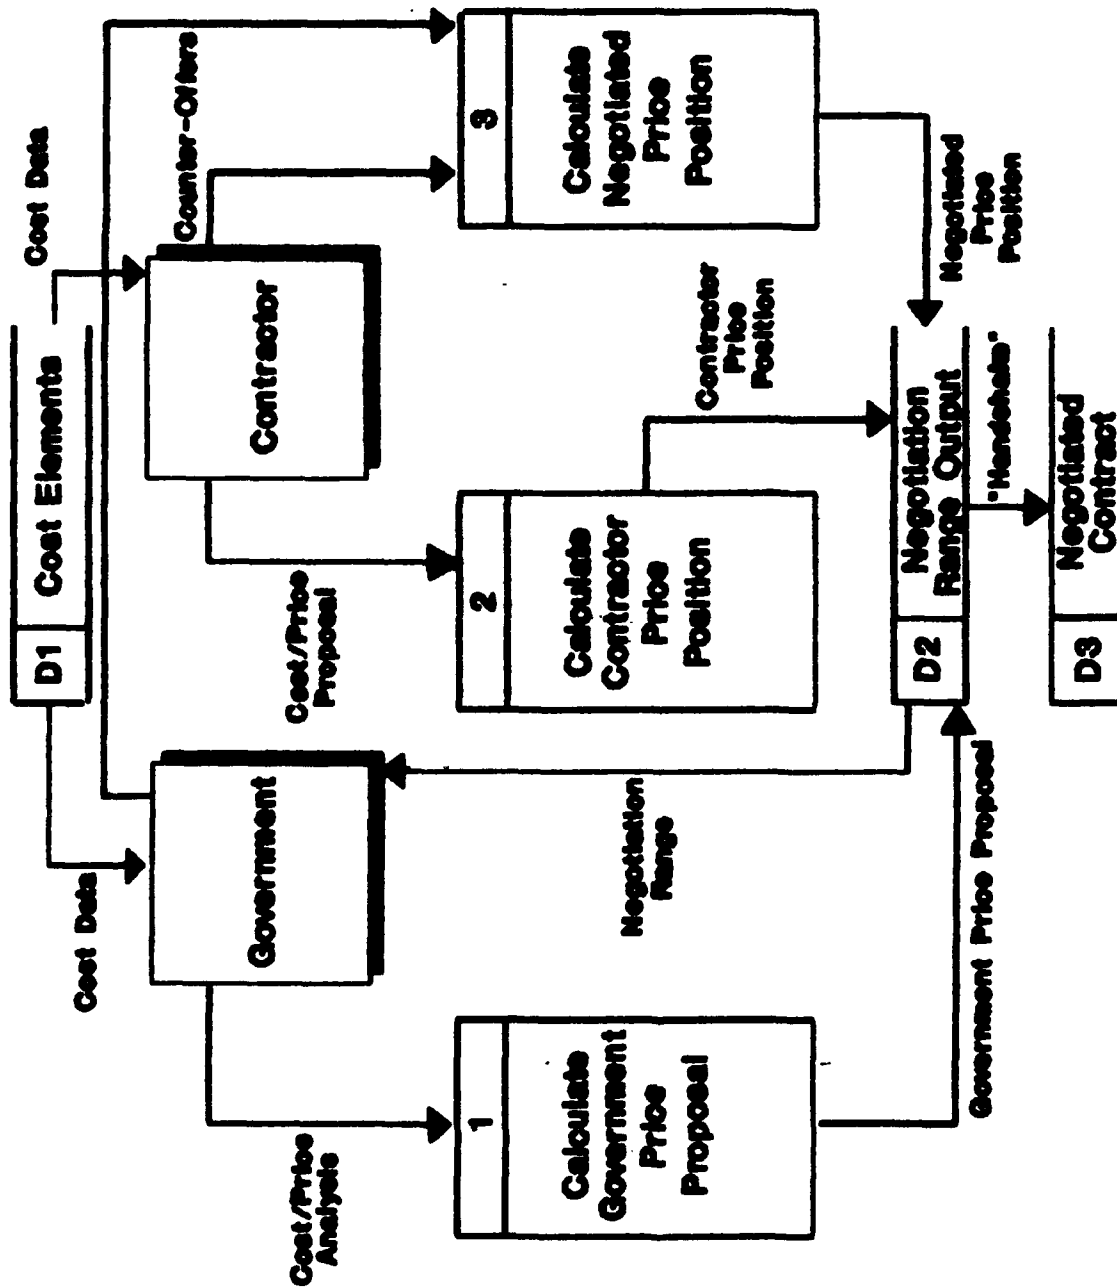 D1
Cost Elements
Cost Data
Cost Data
Government
Contractor
Counter-Offers
Cost/Price
Analysis
Cost/Price
Proposal
1
Calculate
Government
Price
Proposal
2
Calculate
Contractor
Price
Position
3
Calculate
Negotiated
Price
Position
Negotiation
Range
Contractor
Price
Position
Negotiated
Price
Position
Government Price Proposal
D2
Negotiation
Range Output
"Handshake"
D3
Negotiated
Contract